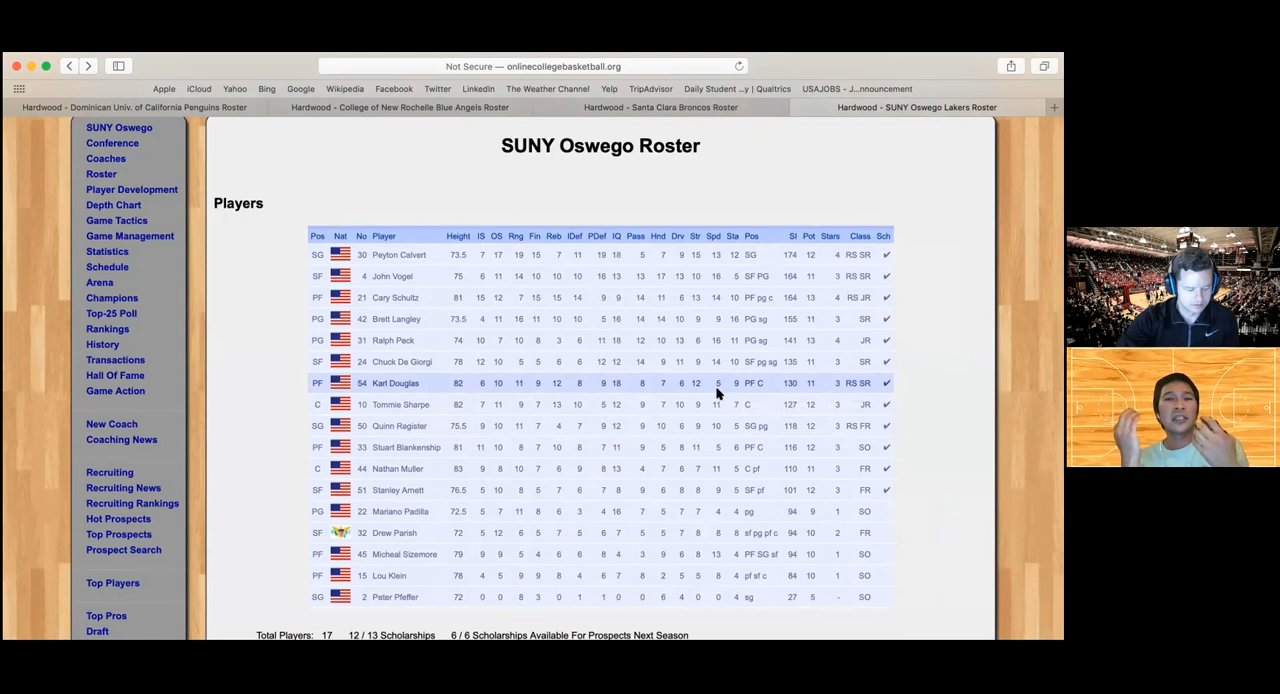 Not Secure — onlinecollegebasketball.org
Apple iCloud Yahoo Bing Google Wikipedia Facebook Twitter LinkedIn The Weather Channel Yelp TripAdvisor Daily Student ...y | Qualtrics USAJOBS - J...nnouncement
Hardwood - Dominican Univ. of California Penguins Roster Hardwood - College of New Rochelle Blue Angels Roster Hardwood - Santa Clara Broncos Roster Hardwood - SUNY Oswego Lakers Roster
SUNY Oswego
Conference
Coaches
Roster
Player Development
Depth Chart
Game Tactics
Game Management
Statistics
Schedule
Arena
Champions
Top-25 Poll
Rankings
History
Transactions
Hall Of Fame
Game Action
New Coach
Coaching News
Recruiting
Recruiting News
Recruiting Rankings
Hot Prospects
Top Prospects
Prospect Search
Top Players
Top Pros
Draft
SUNY Oswego Roster
Players
Pos Nat No Player Height IS OS Rng Fin Reb IDef PDef IQ Pass Hnd Drv Str Spd Sta Pos SI Pot Stars Class Sch
SG 30 Peyton Calvert 73.5 7 17 15 7 11 19 18 5 7 9 15 13 12 SG 174 12 4 RS SR ✔
SF 4 John Vogel 75 6 11 14 10 10 10 16 13 13 17 13 10 16 5 SF PG 164 11 3 RS SR ✔
PF 21 Cary Schultz 81 15 12 7 15 15 14 9 9 14 11 6 13 14 10 PF pg c 164 13 4 RS JR ✔
PG 42 Brett Langley 73.5 4 11 16 11 10 10 5 16 14 14 10 9 9 16 PG sg 155 11 3 SR ✔
PG 31 Ralph Peck 74 10 7 10 8 8 6 11 18 12 10 13 6 16 11 PG sg 141 13 4 JR ✔
SF 24 Chuck De Giorgi 78 12 10 5 5 6 8 12 12 14 9 11 9 14 10 SF pg sg 135 11 3 SR ✔
PF 54 Karl Douglas 82 6 10 11 9 12 8 9 18 8 7 6 12 5 9 PF C 130 11 3 RS SR ✔
C 10 Tommie Sharpe 82 7 11 9 7 13 10 5 12 9 7 10 9 11 7 C 127 12 3 JR ✔
SG 50 Quinn Register 75.5 9 10 11 7 4 7 9 12 9 10 6 9 10 5 SG pg 118 12 3 RS FR ✔
PF 33 Stuart Blankenship 81 11 10 8 7 10 8 7 11 9 5 8 11 5 6 PF C 116 12 3 SO ✔
C 44 Nathan Muller 83 9 8 10 7 6 9 8 13 4 7 6 7 11 5 C pf 110 11 3 FR ✔
SF 51 Stanley Arnett 76.5 5 10 8 5 7 6 7 8 9 6 8 8 9 5 SF pf 101 12 3 FR ✔
PG 22 Mariano Padilla 72.5 5 7 11 8 6 3 4 16 7 5 7 7 4 4 pg 94 9 1 SO
SF 32 Drew Parish 72 5 12 6 5 7 5 6 7 8 5 7 8 8 8 sf pg pf c 94 10 2 FR
PF 45 Micheal Sizemore 79 9 9 5 4 6 6 8 4 3 9 6 8 13 4 PF SG sf 94 10 1 SO
PF 15 Lou Klein 78 4 5 9 9 8 4 6 7 8 2 5 5 8 4 pf sf c 84 10 1 SO
SG 2 Peter Pfeffer 72 0 0 8 3 0 1 1 0 0 6 4 0 0 4 sg 27 5 - SO
Total Players: 17 12 / 13 Scholarships 6 / 6 Scholarships Available For Prospects Next Season